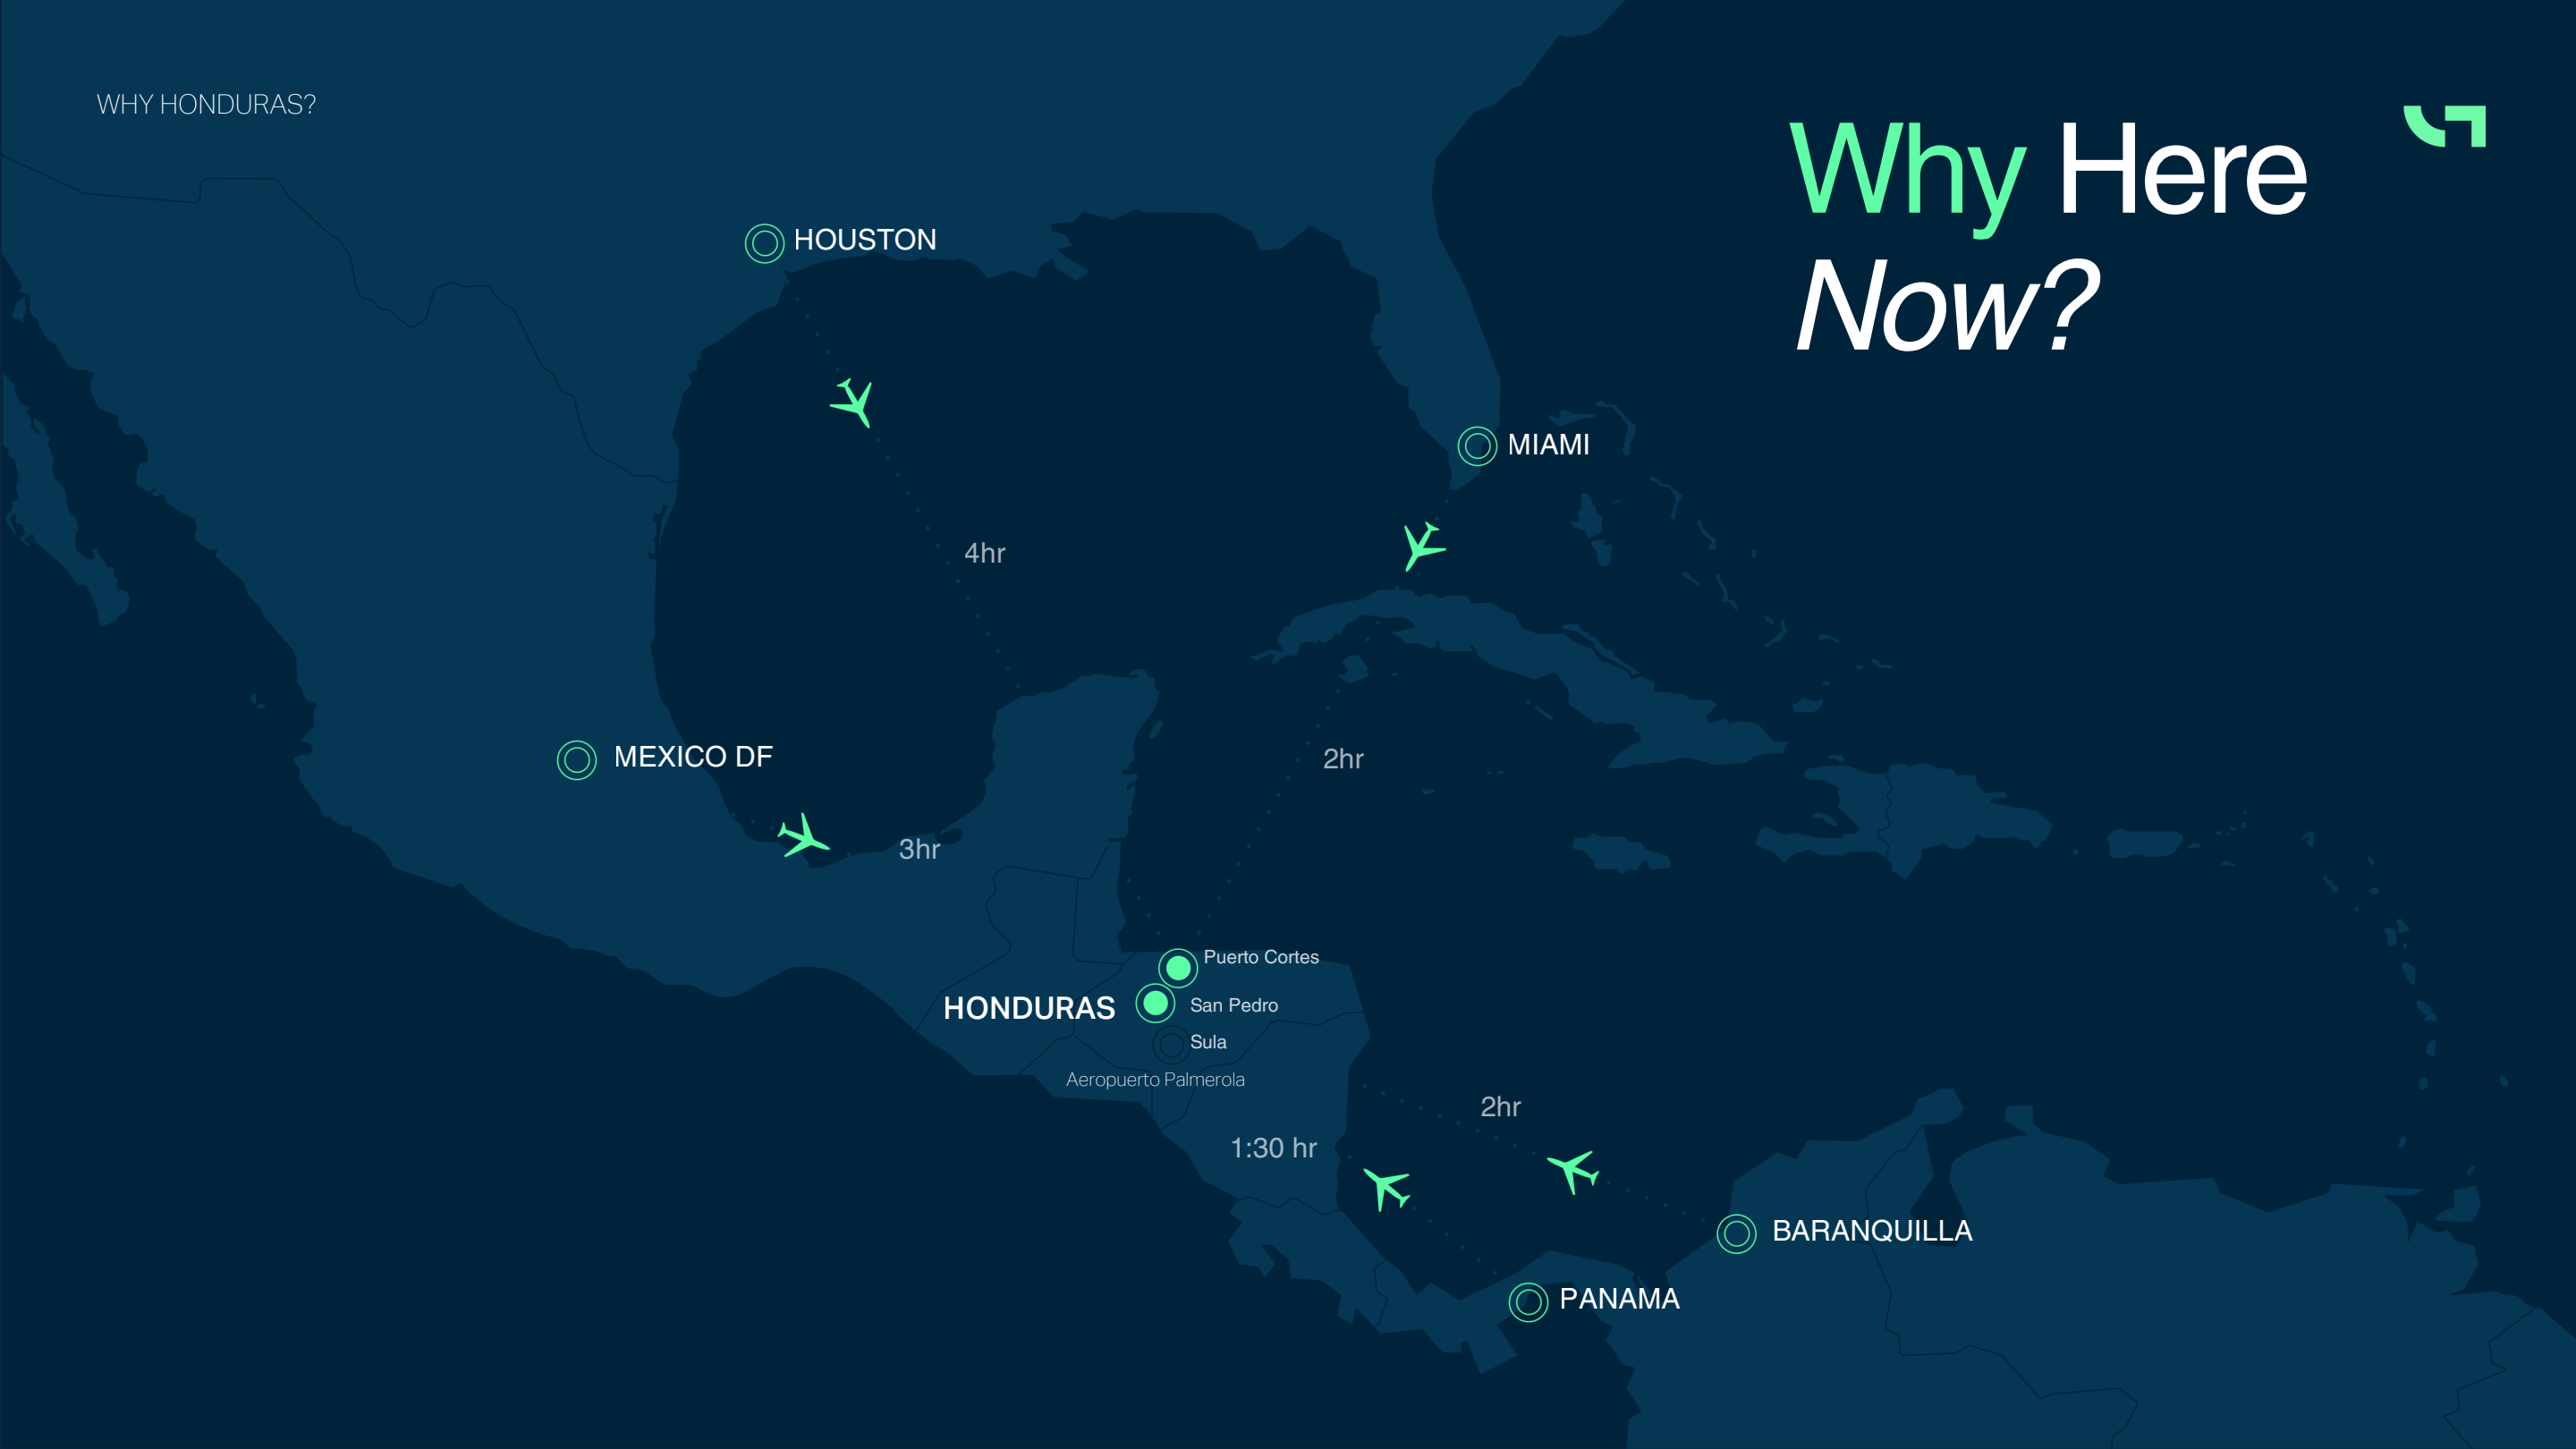 WHY HONDURAS?
Why Here
Now?
HOUSTON
MIAMI
4hr
2hr
MEXICO DF
3hr
Puerto Cortes
HONDURAS
San Pedro
Sula
Aeropuerto Palmerola
2hr
1:30 hr
BARANQUILLA
PANAMA